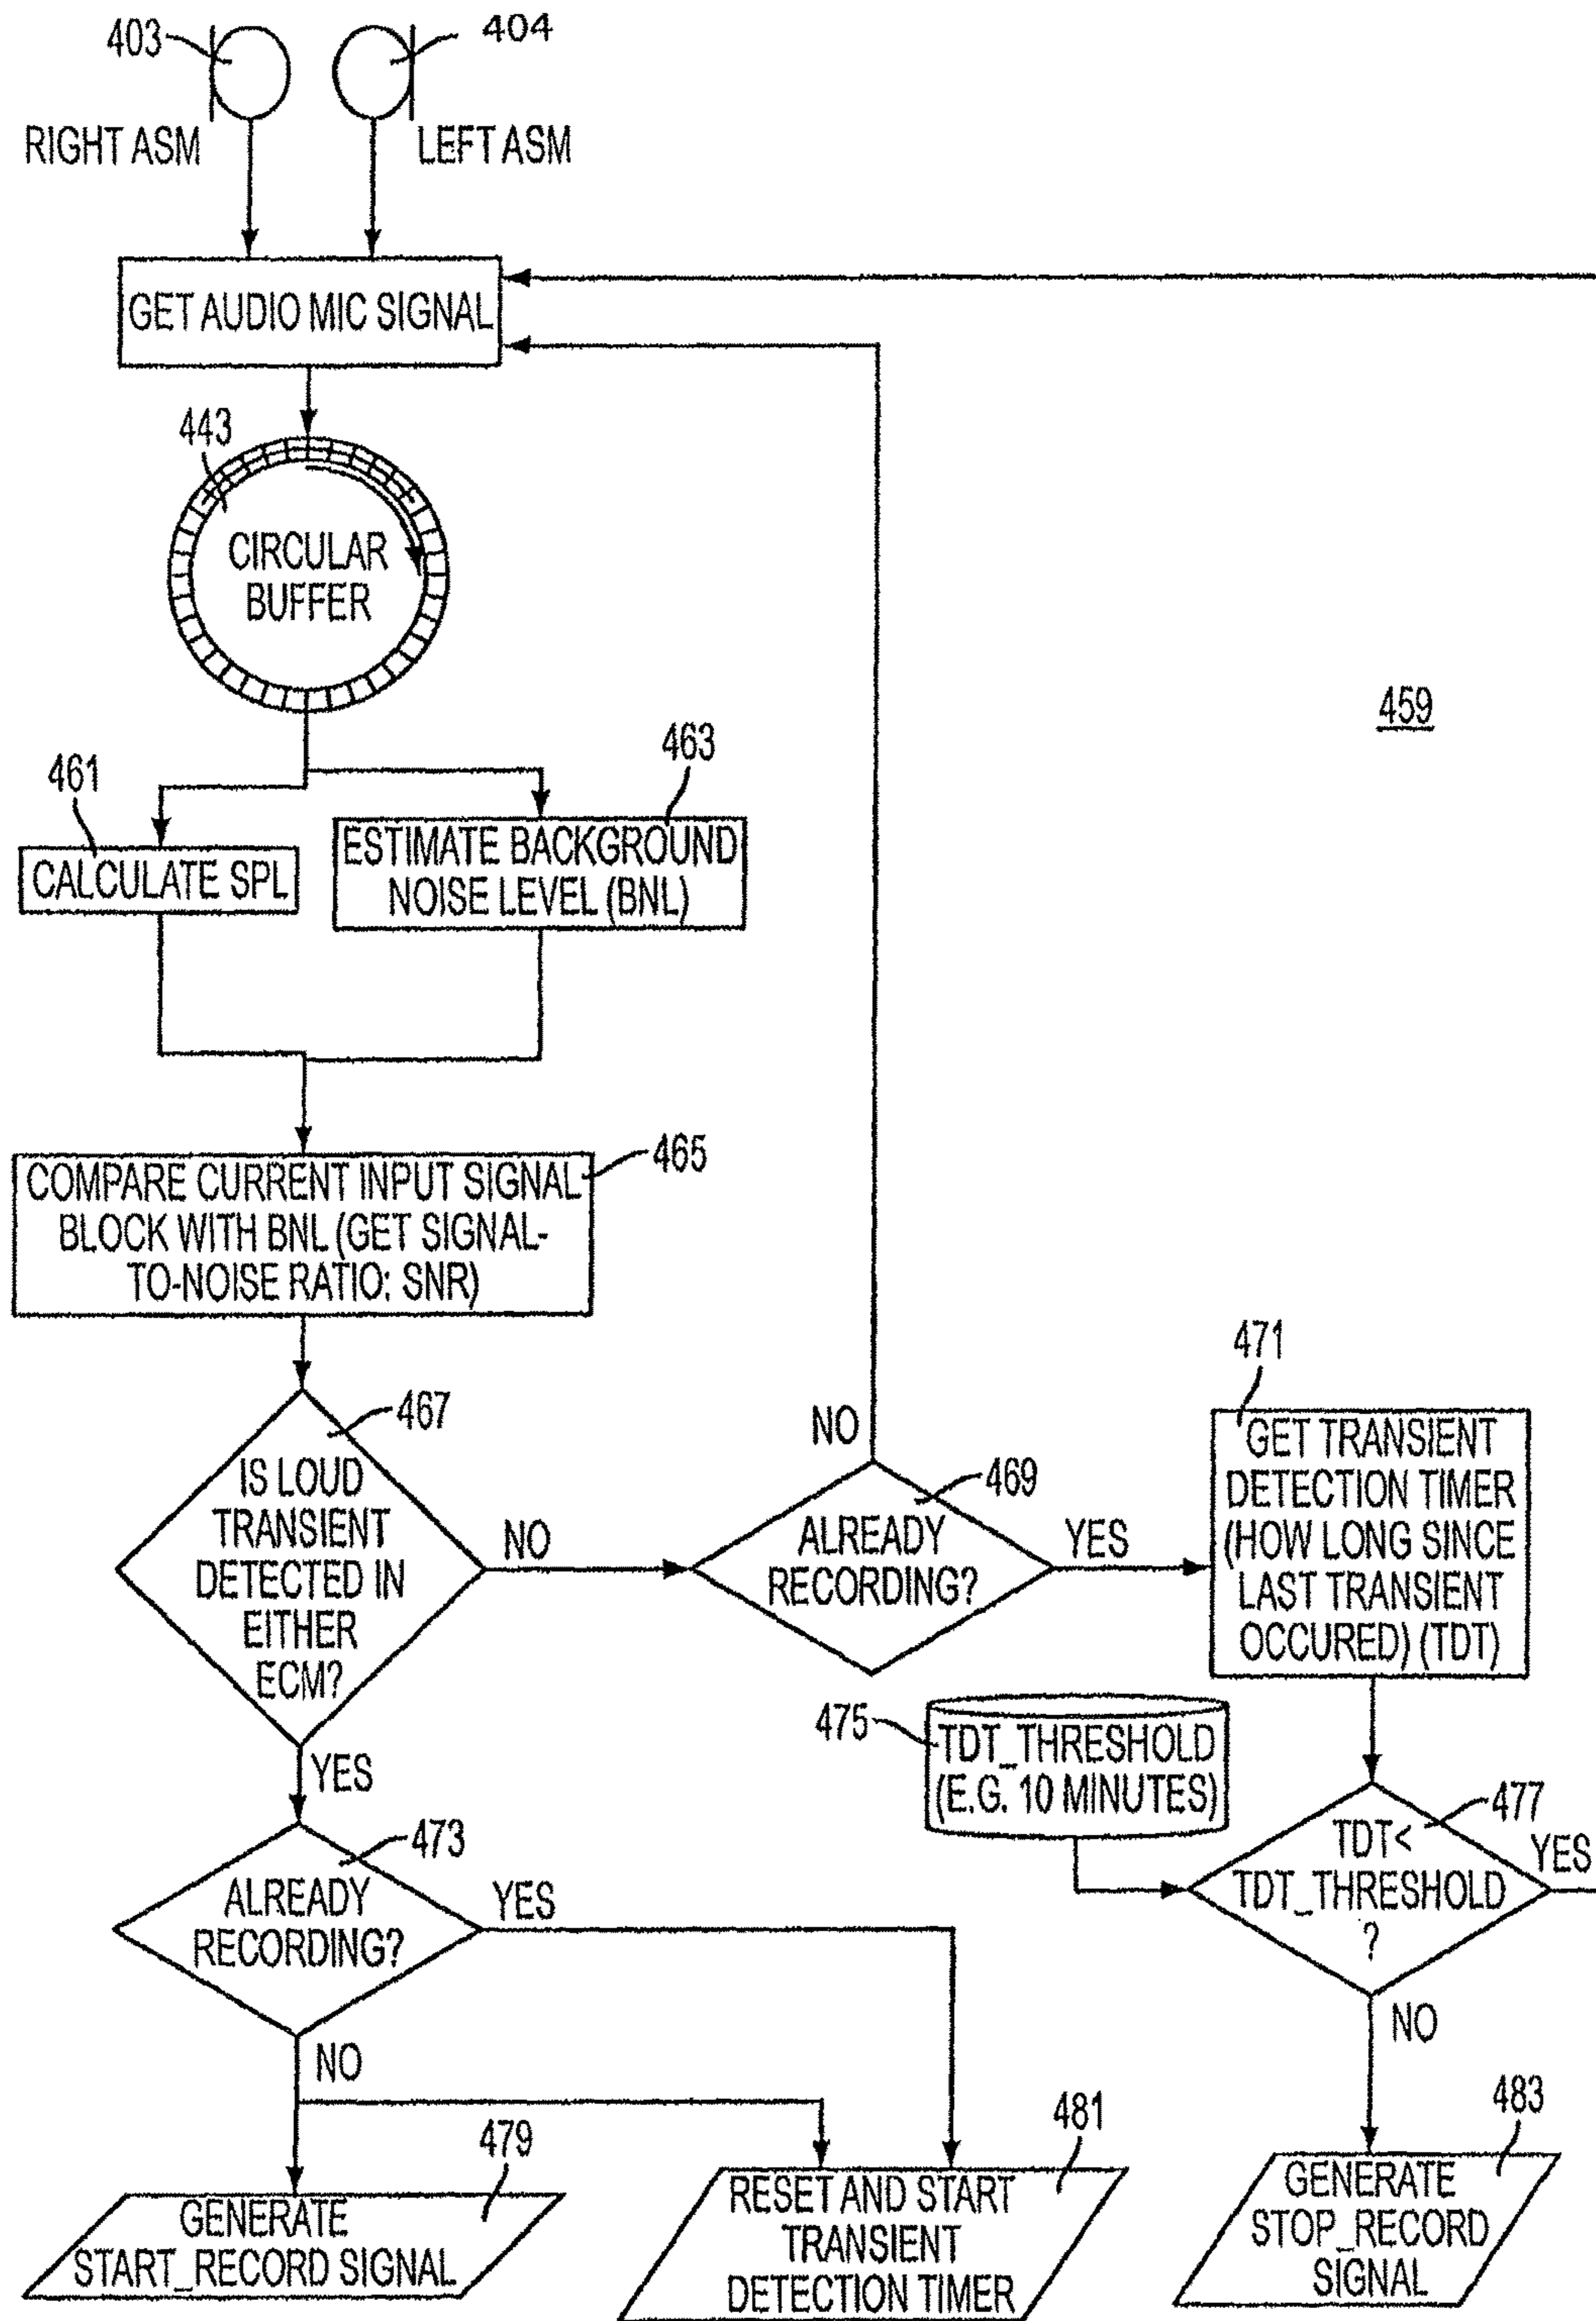 403
404
RIGHT ASM
LEFT ASM
GET AUDIO MIC SIGNAL
443
CIRCULAR
BUFFER
459
461
463
CALCULATE SPL
ESTIMATE BACKGROUND
NOISE LEVEL (BNL)
465
COMPARE CURRENT INPUT SIGNAL
BLOCK WITH BNL (GET SIGNAL-
TO-NOISE RATIO: SNR)
467
IS LOUD
TRANSIENT
DETECTED IN
EITHER
ECM?
NO
YES
469
ALREADY
RECORDING?
NO
YES
471
GET TRANSIENT
DETECTION TIMER
(HOW LONG SINCE
LAST TRANSIENT
OCCURED) (TDT)
475
TDT_THRESHOLD
(E.G. 10 MINUTES)
477
TDT<
TDT_THRESHOLD
?
YES
NO
473
ALREADY
RECORDING?
YES
NO
479
GENERATE
START_RECORD SIGNAL
481
RESET AND START
TRANSIENT
DETECTION TIMER
483
GENERATE
STOP_RECORD
SIGNAL